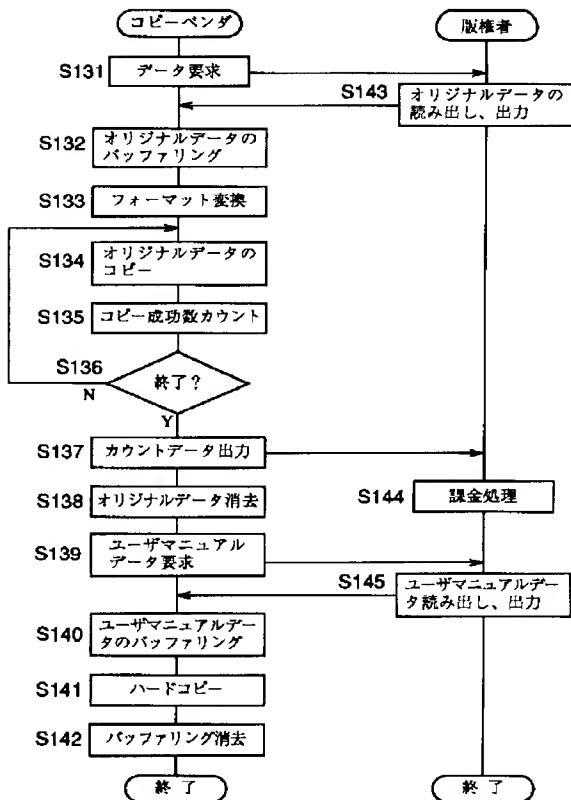 コピーベンダ
版権者
S131
データ要求
S143
オリジナルデータの
読み出し、出力
S132
オリジナルデータの
バッファリング
S133
フォーマット変換
S134
オリジナルデータの
コピー
S135
コピー成功数カウント
S136
終了?
N
Y
S137
カウントデータ出力
S138
オリジナルデータ消去
S144
課金処理
S139
ユーザマニュアル
データ要求
S145
ユーザマニュアルデー
タ読み出し、出力
S140
ユーザマニュアルデー
タのバッファリング
S141
ハードコピー
S142
バッファリング消去
終 了
終 了